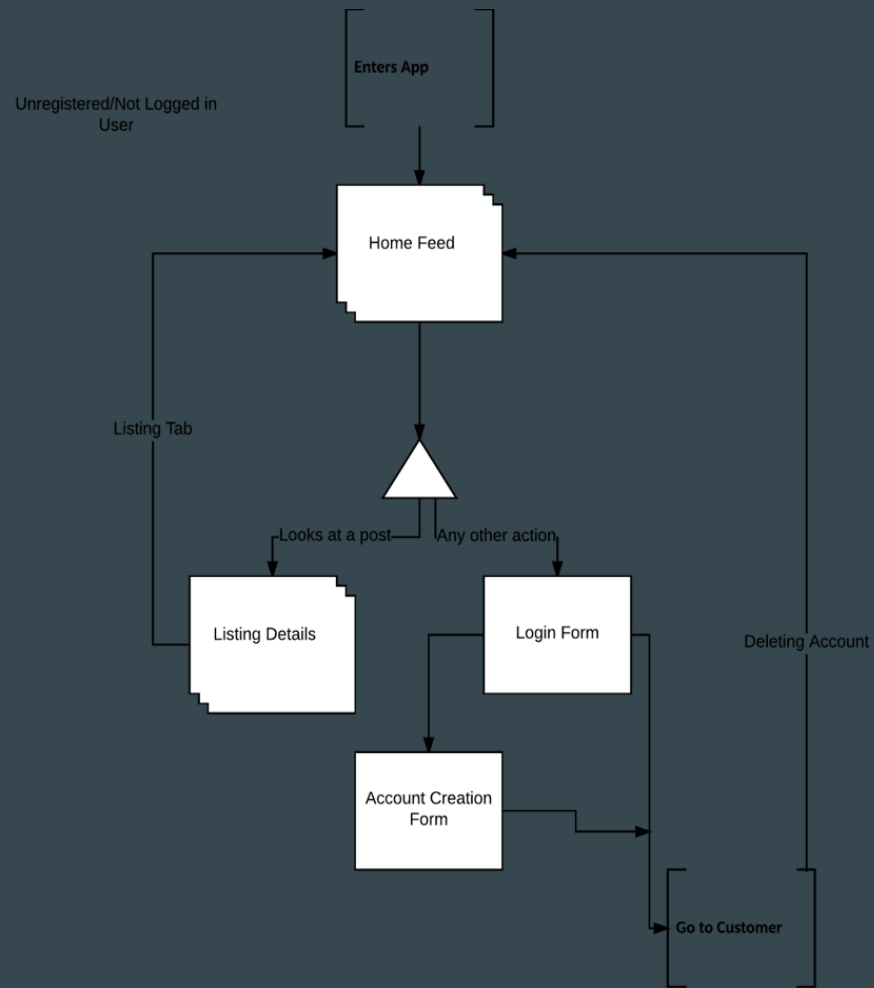 Enters App
Unregistered/Not Logged in
User
Home Feed
Listing Tab
Looks at a post
Any other action
Listing Details
Login Form
Deleting Account
Account Creation
Form
Go to Customer